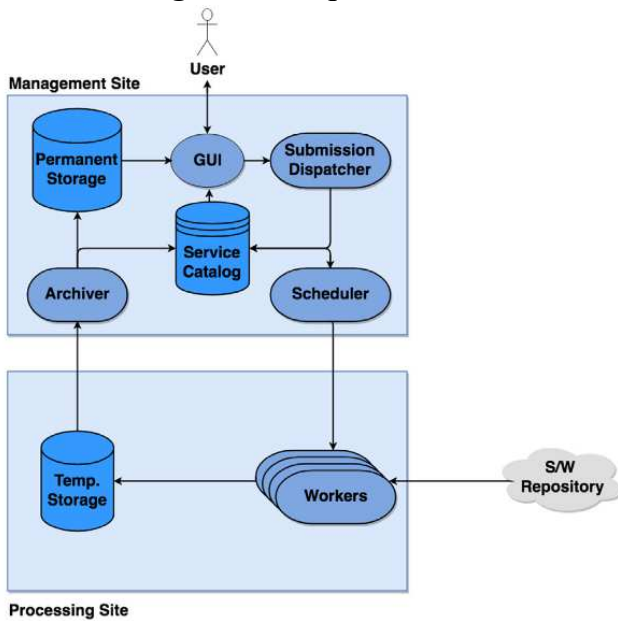 User
Management Site
Permanent
Storage
GUI
Submission
Dispatcher
Service
Catalog
Archiver
Scheduler
Temp.
Storage
Workers
S/W
Repository
Processing Site